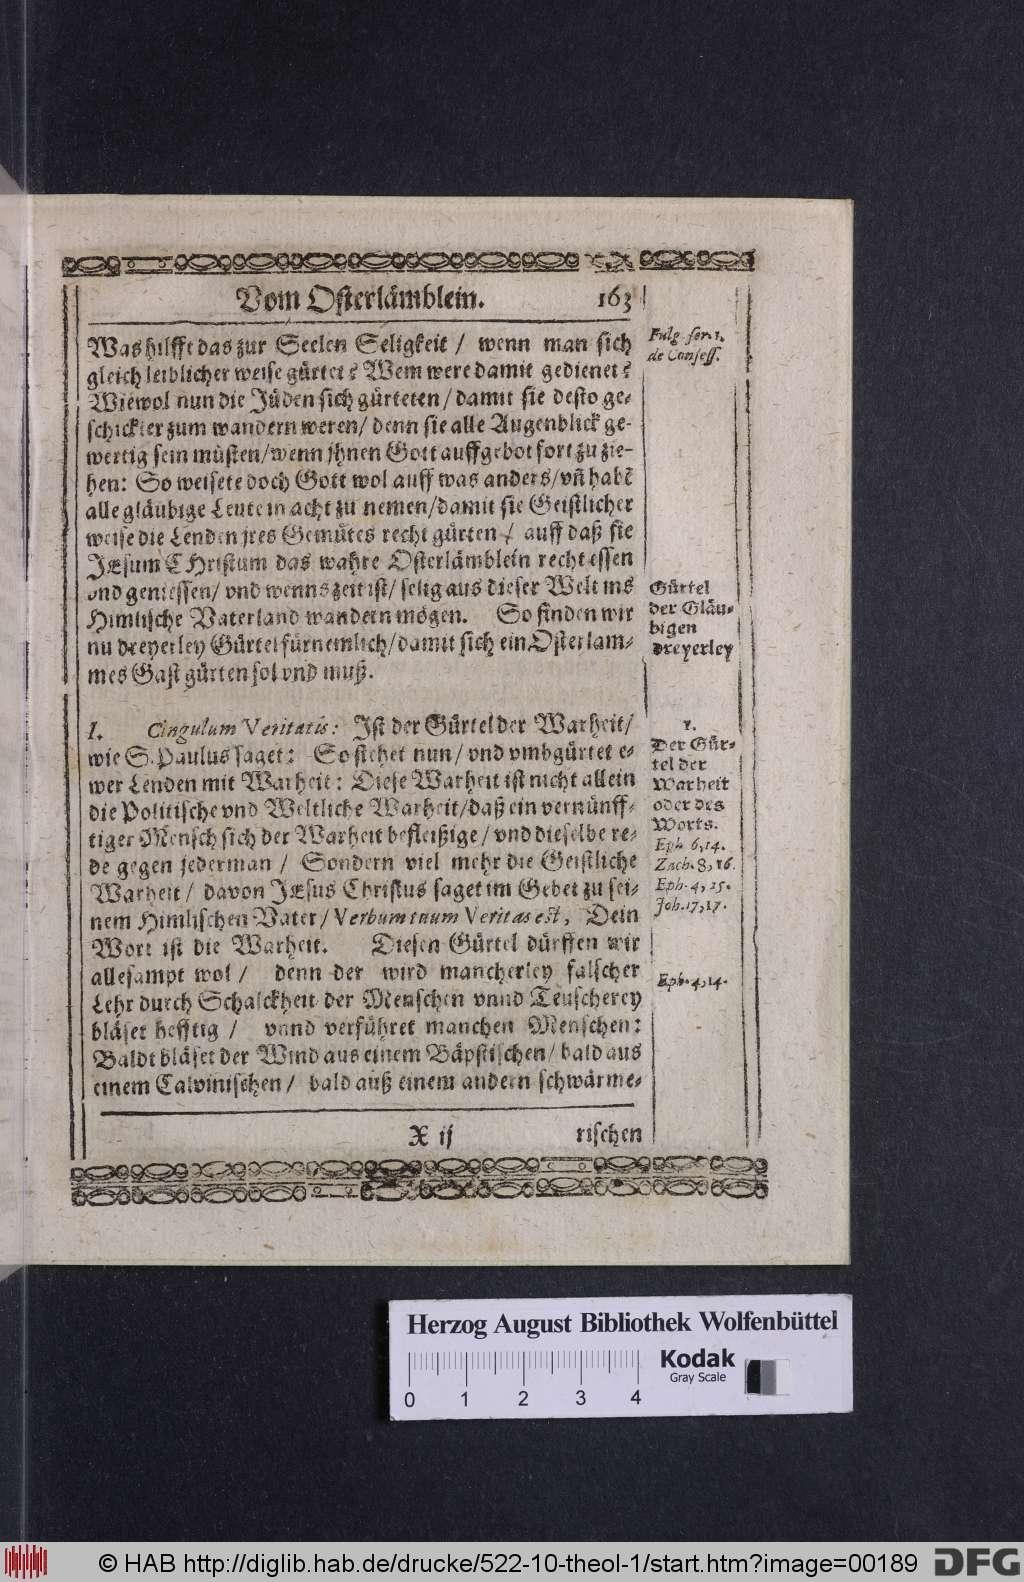 Vom Osterlämblein. 163
Was hilfft das zur Seelen Seligkeit / wenn man sich
gleich leiblicher weise gürtet? Wem were damit gedienet?
Wiewol nun die Jüden sich gürteten / damit sie desto ge-
schickter zum wandern weren / denn sie alle Augenblick ge-
wertig sein müsten / wenn jhnen Gott auffgebot fort zu zie-
hen: So weisete doch Gott wol auff was anders / vñ habẽ
alle gläubige Leute in acht zu nemen / damit sie Geistlicher
weise die Lenden jres Gemütes recht gürten / auff daß sie
JEsum CHristum das wahre Osterlämblein recht essen
vnd geniessen / vnd wenns zeit ist / selig aus dieser Welt ins
Himlische Vaterland wandern mögen. So finden wir
nu dreyerley Gürtel fürnemlich / damit sich ein Osterlam-
mes Gast gürten sol vnd muß.
I. Cingulum Veritatis: Ist der Gürtel der Warheit /
wie S. Paulus saget: So stehet nun / vnd vmbgürtet e-
wer Lenden mit Warheit: Diese Warheit ist nicht allein
die Politische vnd Weltliche Warheit / daß ein vernünff-
tiger Mensch sich der Warheit befleißige / vnd dieselbe re-
de gegen jederman / Sondern viel mehr die Geistliche
Warheit / davon JEsus Christus saget im Gebet zu sei-
nem Himlischen Vater / Verbum tuum Veritas est, Dein
Wort ist die Warheit. Diesen Gürtel dürffen wir
allesampt wol / denn der wird mancherley falscher
Lehr durch Schalckheit der Menschen vnnd Teuscherey
bläset hefftig / vnnd verführet manchen Menschen:
Baldt bläset der Wind aus einem Bäpstischen / bald aus
einem Calvinischen / bald auß einem andern schwärme-
X ij rischen
Fulg. ser. 1.
de Confess.
Gürtel
der Gläu-
bigen
dreyerley
1.
Der Gür-
tel der
Warheit
oder des
Worts.
Eph. 6, 14.
Zach. 8, 16.
Eph. 4, 25.
Joh. 17, 17.
Eph. 4, 14.
Herzog August Bibliothek Wolfenbüttel
Kodak
Gray Scale
0 1 2 3 4
© HAB http://diglib.hab.de/drucke/522-10-theol-1/start.htm?image=00189
DFG